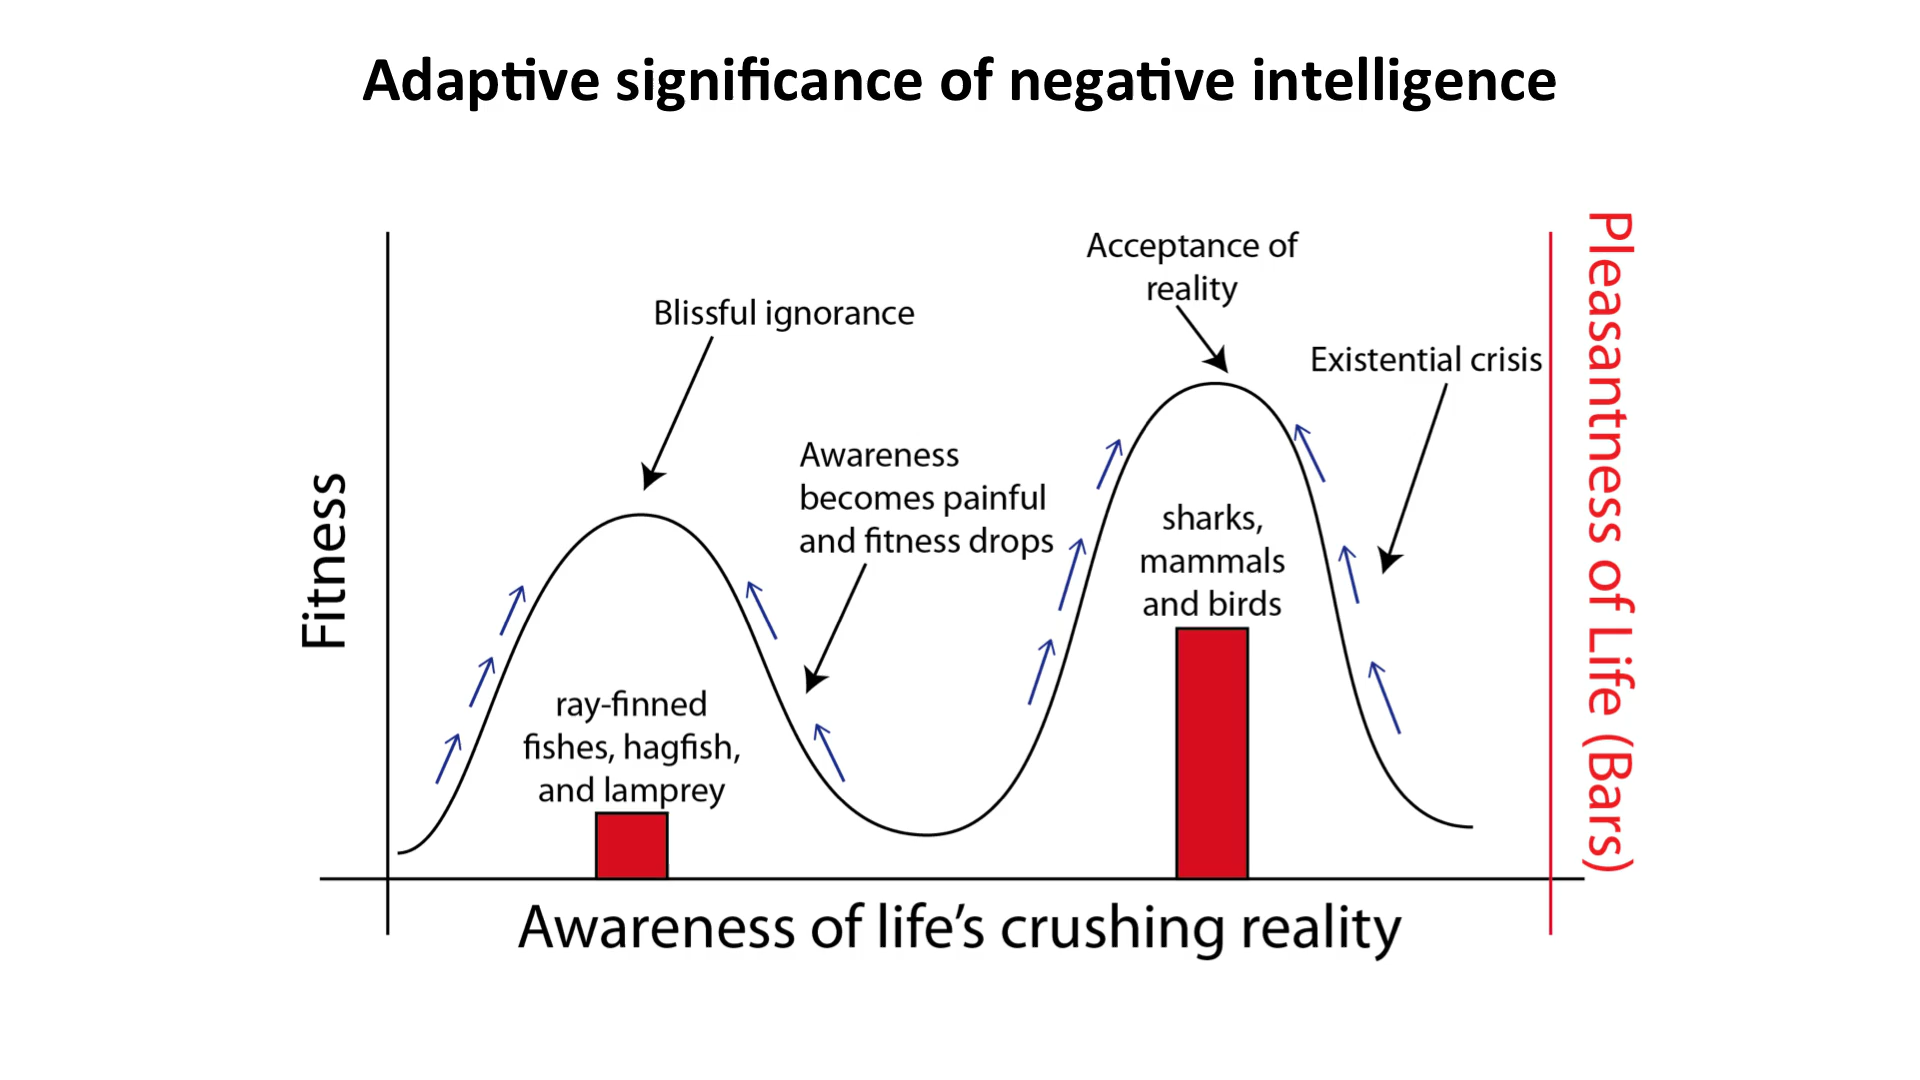 Adaptive significance of negative intelligence
Acceptance of
reality
Blissful ignorance
Existential crisis
Awareness
becomes painful
and fitness drops
sharks,
mammals
and birds
ray-finned
fishes, hagfish,
and lamprey
Fitness
Pleasamtness of Life (Bars)
Awareness of life’s crushing reality